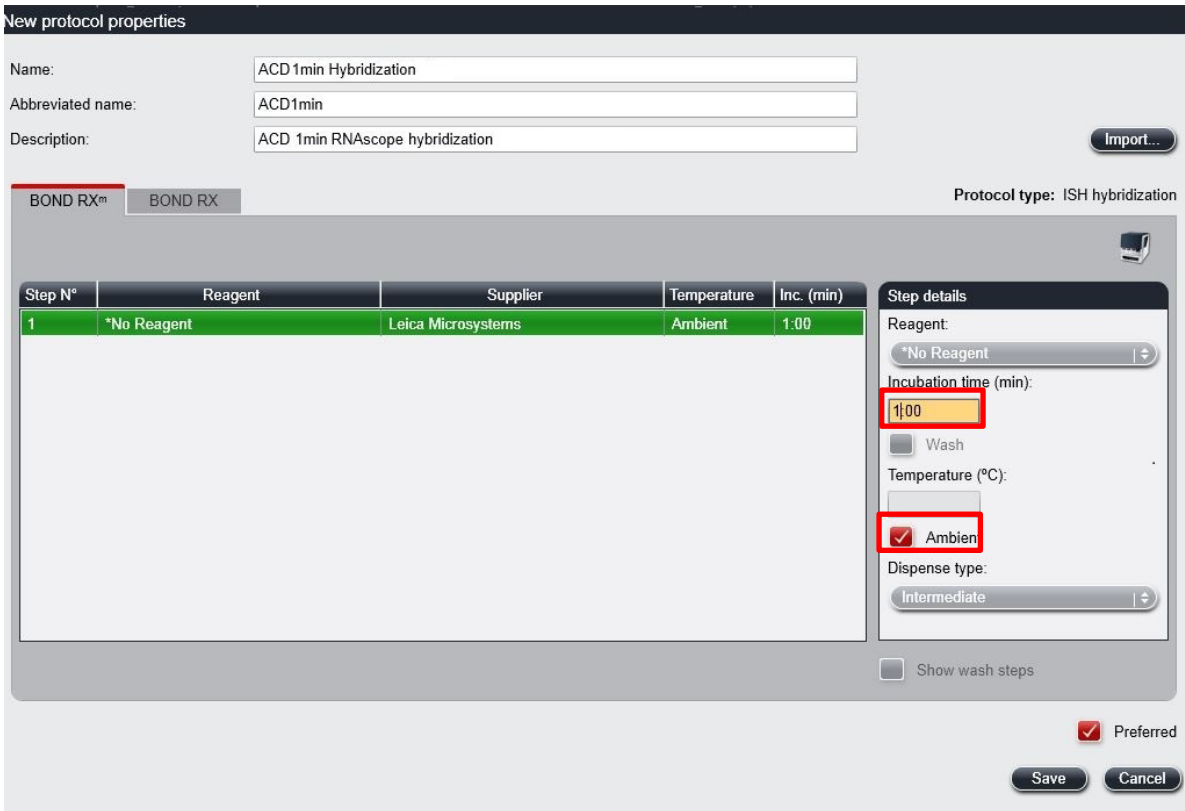 New protocol properties
Name: ACD 1min Hybridization
Abbreviated name: ACD1min
Description: ACD 1min RNAscope hybridization
Import...
BOND RXᵐ BOND RX Protocol type: ISH hybridization
Step N° Reagent Supplier Temperature Inc. (min)
1 *No Reagent Leica Microsystems Ambient 1:00
Step details
Reagent:
*No Reagent
Incubation time (min):
1:00
Wash
Temperature (ºC):
Ambient
Dispense type:
Intermediate
Show wash steps
Preferred
Save Cancel